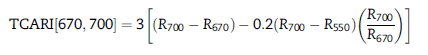 TCARI[670, 700] = 3[(R₇₀₀ − R₆₇₀) − 0.2(R₇₀₀ − R₅₅₀)(R₇₀₀/R₆₇₀)]